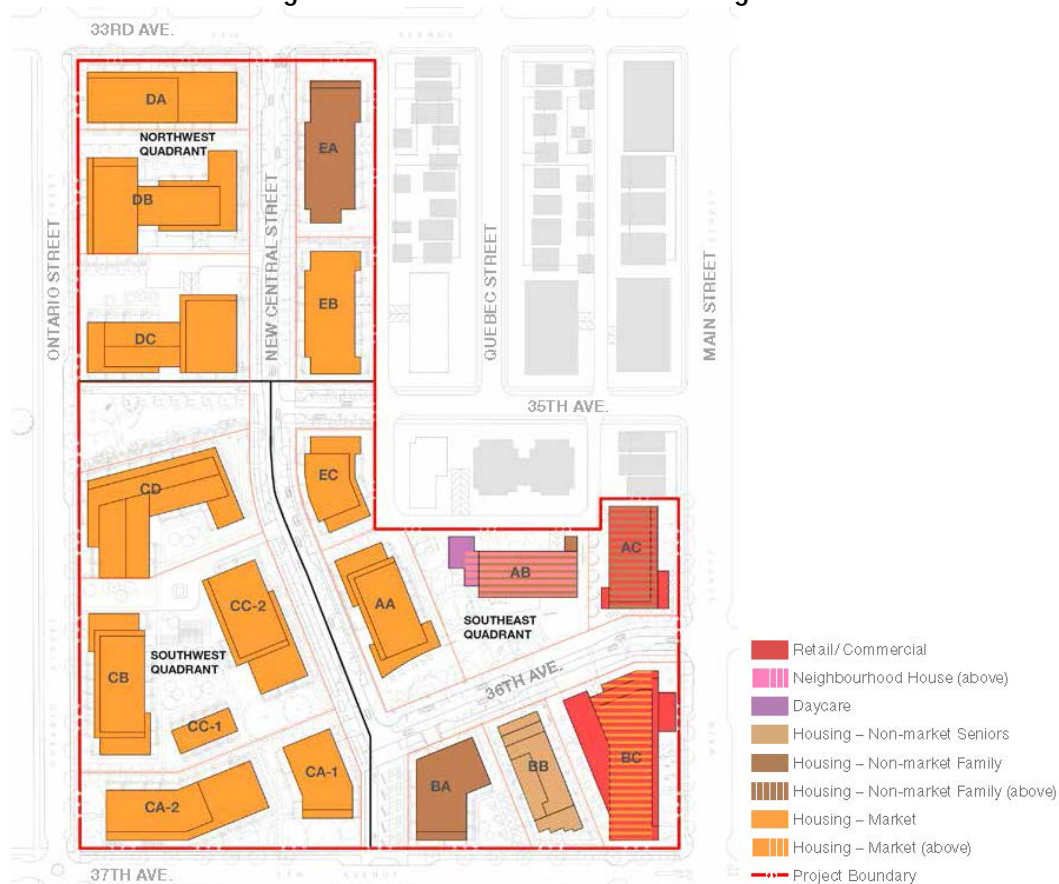 33RD AVE.
DA
NORTHWEST
QUADRANT
EA
DB
ONTARIO STREET
NEW CENTRAL STREET
QUEBEC STREET
MAIN STREET
EB
DC
35TH AVE.
EC
CD
AC
AB
AA
CC-2
SOUTHEAST
QUADRANT
SOUTHWEST
QUADRANT
CB
36TH AVE.
CC-1
CA-1
CA-2
BA
BB
BC
37TH AVE.
Retail/Commercial
Neighbourhood House (above)
Daycare
Housing – Non-market Seniors
Housing – Non-market Family
Housing – Non-market Family (above)
Housing – Market
Housing – Market (above)
Project Boundary